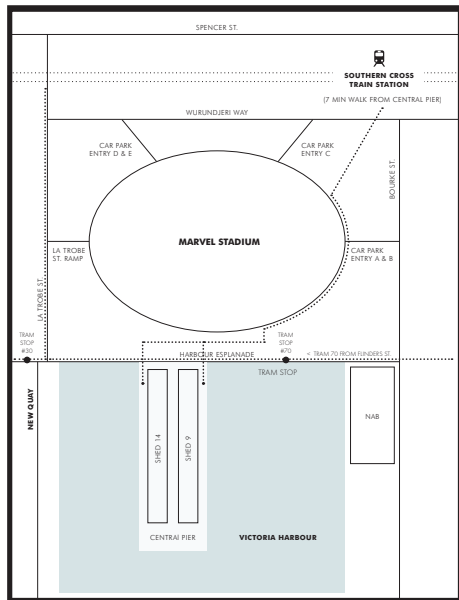 SPENCER ST.
SOUTHERN CROSS
TRAIN STATION
(7 MIN WALK FROM CENTRAL PIER)
WURUNDJERI WAY
CAR PARK
ENTRY D & E
CAR PARK
ENTRY C
BOURKE ST.
MARVEL STADIUM
LA TROBE
ST. RAMP
CAR PARK
ENTRY A & B
LA TROBE ST.
TRAM
STOP
#30
HARBOUR ESPLANADE
TRAM
STOP
#70
< TRAM 70 FROM FLINDERS ST.
TRAM STOP
NEW QUAY
SHED 14
SHED 9
NAB
CENTRAL PIER
VICTORIA HARBOUR